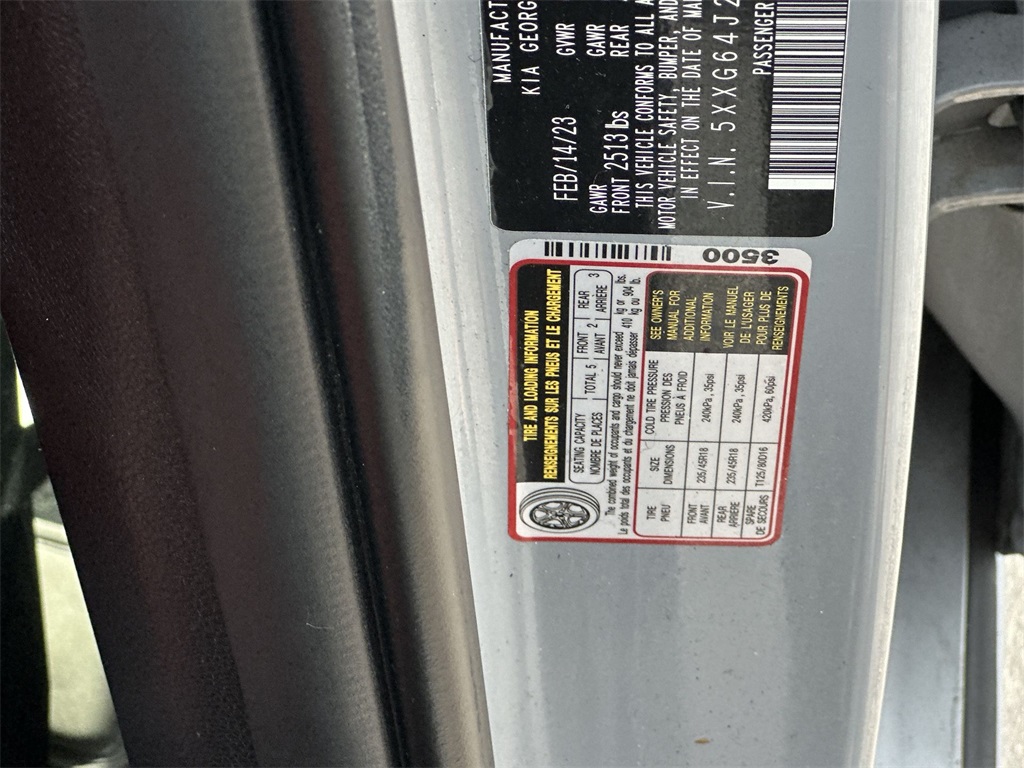 MANUFACT
KIA GEORG
FEB/14/23 GVWR
GAWR GAWR
FRONT 2513 lbs REAR
THIS VEHICLE CONFORMS TO ALL A
MOTOR VEHICLE SAFETY, BUMPER, AND
IN EFFECT ON THE DATE OF MA
V.I.N. 5XXG64J2
PASSENGER
3500
TIRE AND LOADING INFORMATION
RENSEIGNEMENTS SUR LES PNEUS ET LE CHARGEMENT
SEATING CAPACITY TOTAL 5 FRONT 2 REAR 3
NOMBRE DE PLACES AVANT ARRIÈRE
The combined weight of occupants and cargo should never exceed 410 kg or 904 lbs.
Le poids total des occupants et du chargement ne doit jamais dépasser kg ou lb.
TIRE SIZE COLD TIRE PRESSURE
PNEU DIMENSIONS PRESSION DES PNEUS À FROID
FRONT 235/45R18 240kPa, 35psi
AVANT
REAR 235/45R18 240kPa, 35psi
ARRIÈRE
SPARE T125/80D16 420kPa, 60psi
DE SECOURS
SEE OWNER'S
MANUAL FOR
ADDITIONAL
INFORMATION
VOIR LE MANUEL
DE L'USAGER
POUR PLUS DE
RENSEIGNEMENTS